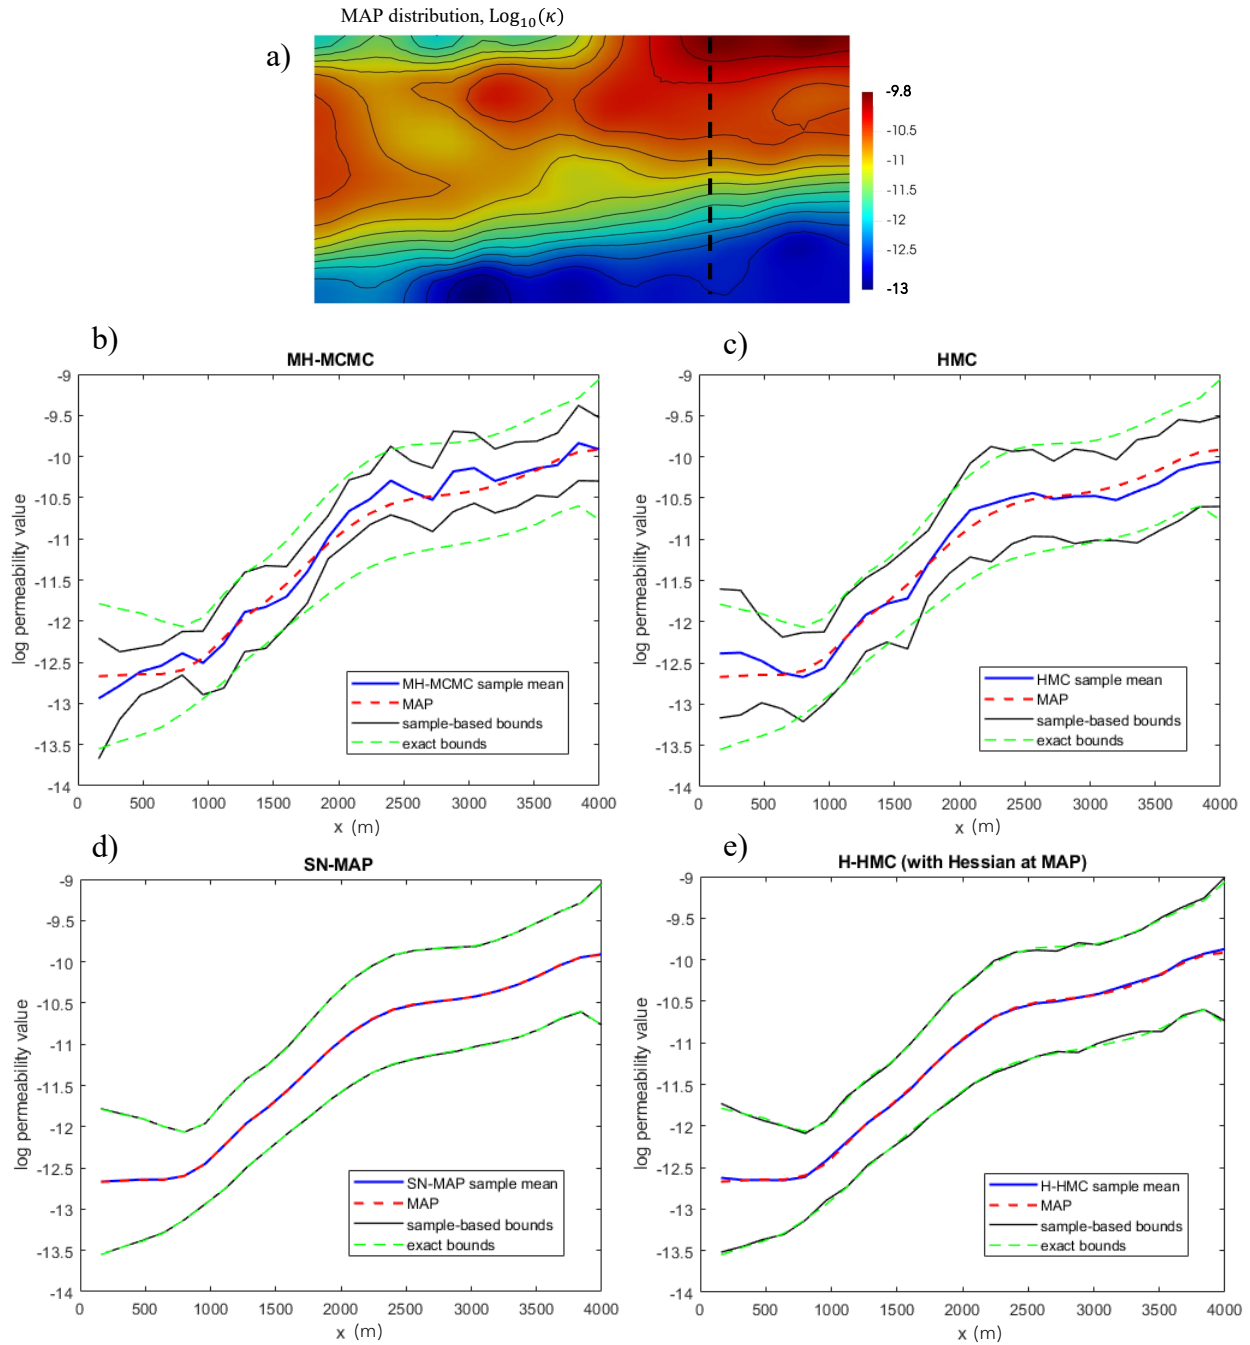 MAP distribution, Log₁₀(κ)
a)
-9.8
-10.5
-11
-11.5
-12
-12.5
-13
b)
MH-MCMC
-9
-9.5
-10
-10.5
-11
-11.5
-12
-12.5
-13
-13.5
-14
log permeability value
MH-MCMC sample mean
MAP
sample-based bounds
exact bounds
0 500 1000 1500 2000 2500 3000 3500 4000
x (m)
c)
HMC
-9
-9.5
-10
-10.5
-11
-11.5
-12
-12.5
-13
-13.5
-14
log permeability value
HMC sample mean
MAP
sample-based bounds
exact bounds
0 500 1000 1500 2000 2500 3000 3500 4000
x (m)
d)
SN-MAP
-9
-9.5
-10
-10.5
-11
-11.5
-12
-12.5
-13
-13.5
-14
log permeability value
SN-MAP sample mean
MAP
sample-based bounds
exact bounds
0 500 1000 1500 2000 2500 3000 3500 4000
x (m)
e)
H-HMC (with Hessian at MAP)
-9
-9.5
-10
-10.5
-11
-11.5
-12
-12.5
-13
-13.5
-14
log permeability value
H-HMC sample mean
MAP
sample-based bounds
exact bounds
0 500 1000 1500 2000 2500 3000 3500 4000
x (m)